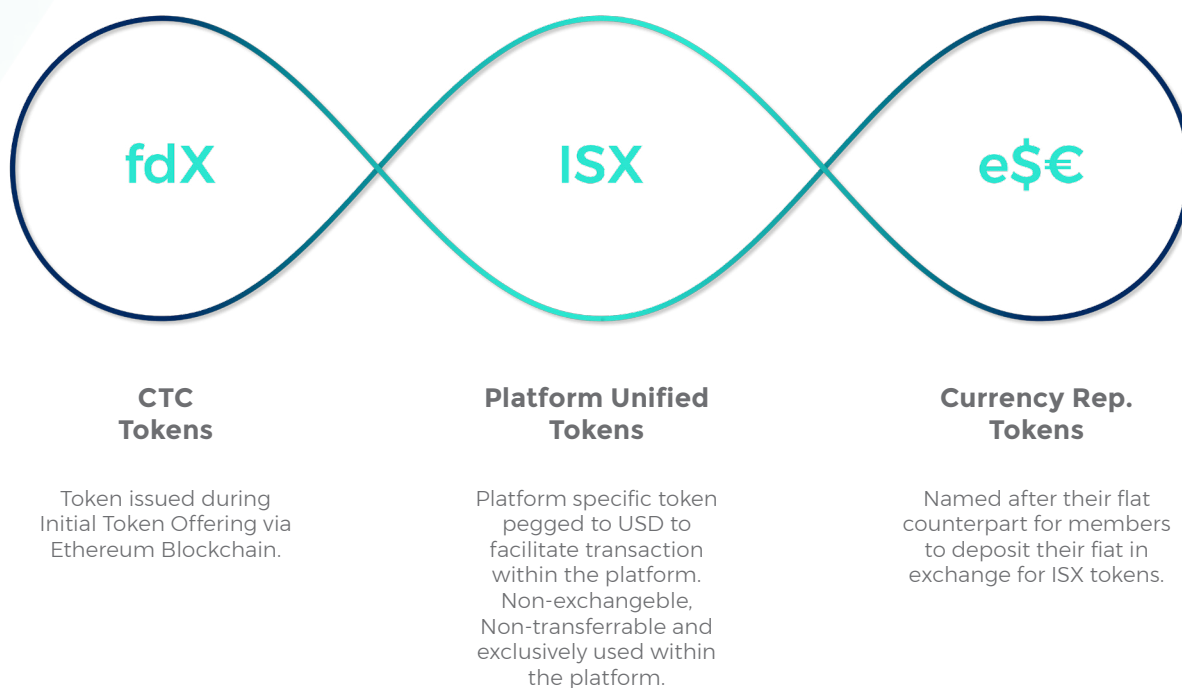 fdX
ISX
e$€
CTC
Tokens
Token issued during
Initial Token Offering via
Ethereum Blockchain.
Platform Unified
Tokens
Platform specific token
pegged to USD to
facilitate transaction
within the platform.
Non-exchangeble,
Non-transferrable and
exclusively used within
the platform.
Currency Rep.
Tokens
Named after their flat
counterpart for members
to deposit their fiat in
exchange for ISX tokens.